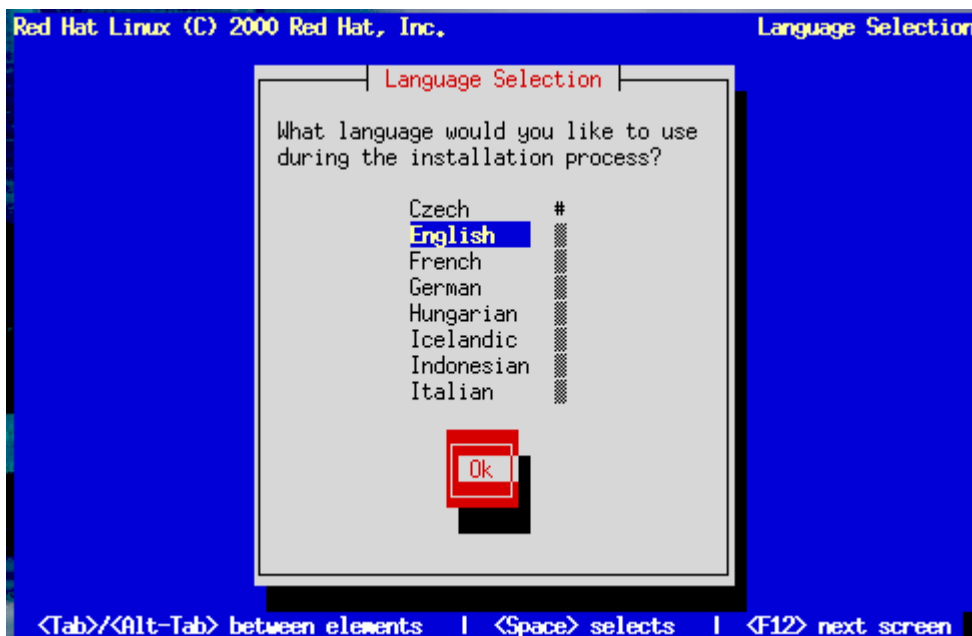 Red Hat Linux (C) 2000 Red Hat, Inc. Language Selection
Language Selection
What language would you like to use
during the installation process?
Czech #
English
French
German
Hungarian
Icelandic
Indonesian
Italian
Ok
<Tab>/<Alt-Tab> between elements | <Space> selects | <F12> next screen